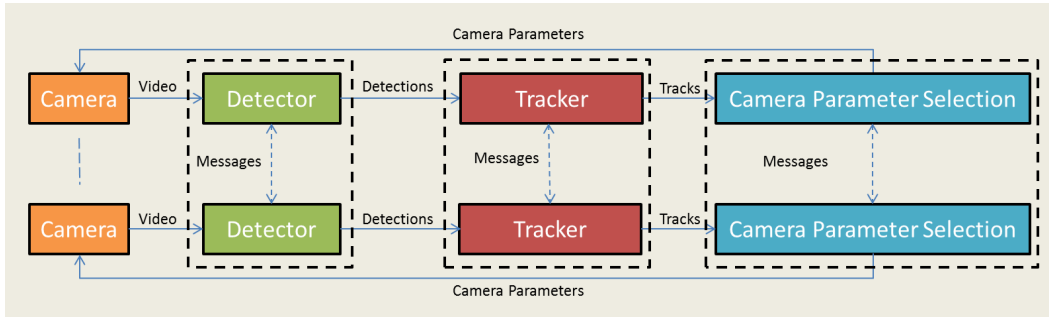 Camera Parameters
Camera Video Detector Detections Tracker Tracks Camera Parameter Selection
Messages Messages Messages
Camera Video Detector Detections Tracker Tracks Camera Parameter Selection
Camera Parameters